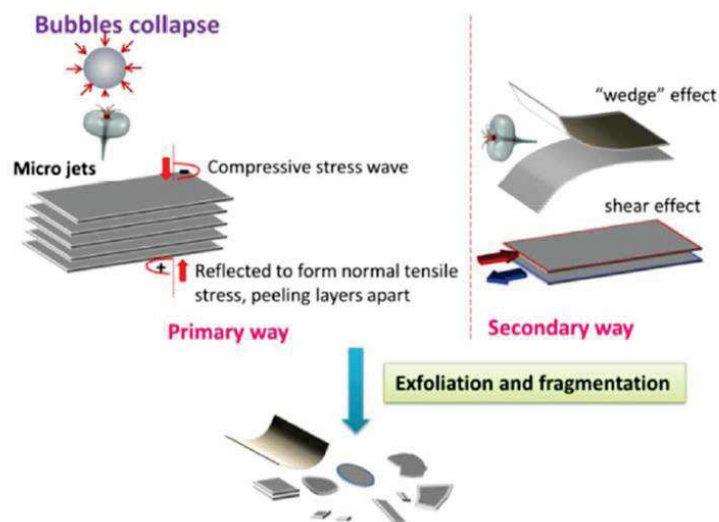 Bubbles collapse
Micro jets
Compressive stress wave
+
Reflected to form normal tensile
stress, peeling layers apart
Primary way
"wedge" effect
shear effect
Secondary way
Exfoliation and fragmentation